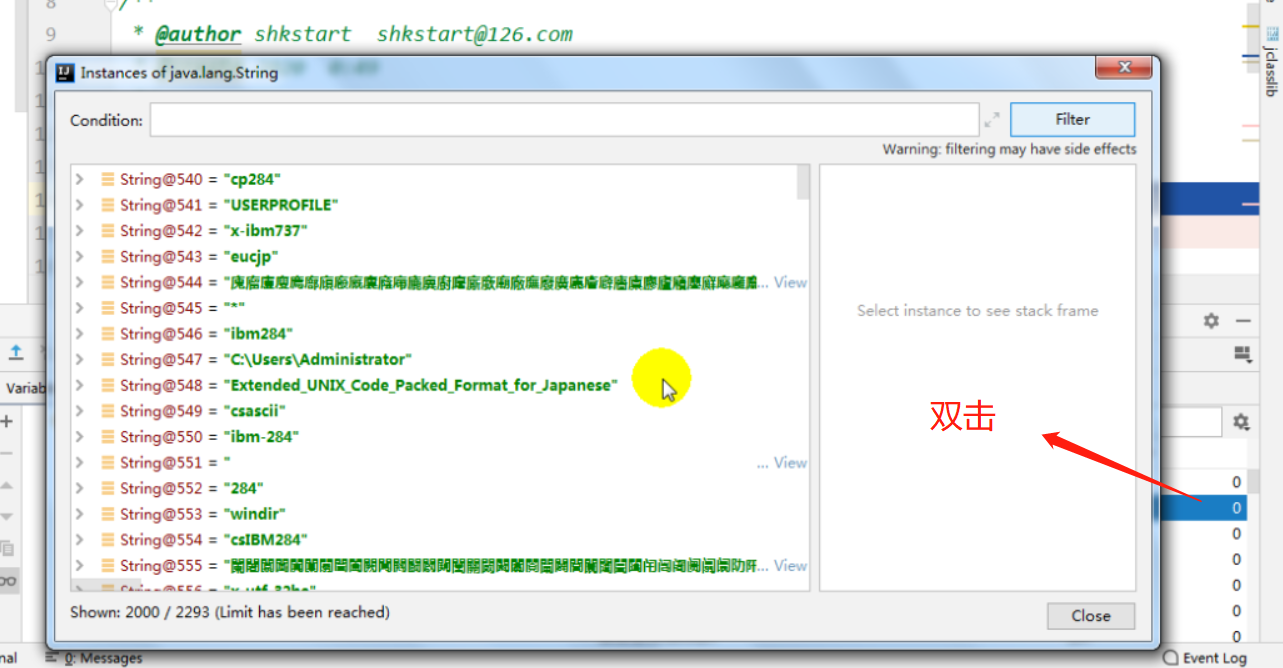 8
/**
9
* @author shkstart shkstart@126.com
jclasslib
Instances of java.lang.String
Condition:
Filter
Warning: filtering may have side effects
String@540 = "cp284"
String@541 = "USERPROFILE"
String@542 = "x-ibm737"
String@543 = "eucjp"
String@544 = "
... View
String@545 = "*"
String@546 = "ibm284"
String@547 = "C:\Users\Administrator"
String@548 = "Extended_UNIX_Code_Packed_Format_for_Japanese"
String@549 = "csascii"
String@550 = "ibm-284"
String@551 = "
... View
String@552 = "284"
String@553 = "windir"
String@554 = "csIBM284"
String@555 = "
... View
String@556 = "x-utf-32be"
Select instance to see stack frame
双击
Shown: 2000 / 2293 (Limit has been reached)
Close
Variab
0
0
0
0
0
0
0
nal
0: Messages
Event Log